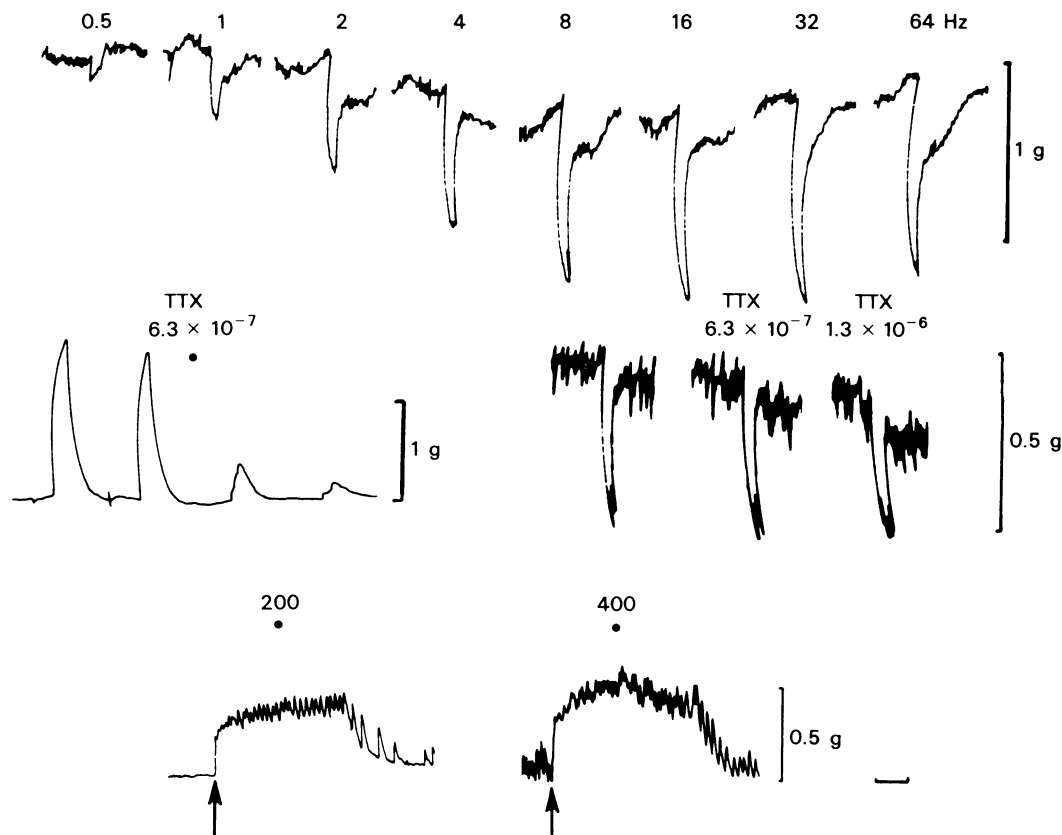 0.5 1 2 4 8 16 32 64 Hz
1 g
TTX TTX TTX
6.3 × 10⁻⁷ 6.3 × 10⁻⁷ 1.3 × 10⁻⁶
1 g
0.5 g
200 400
0.5 g